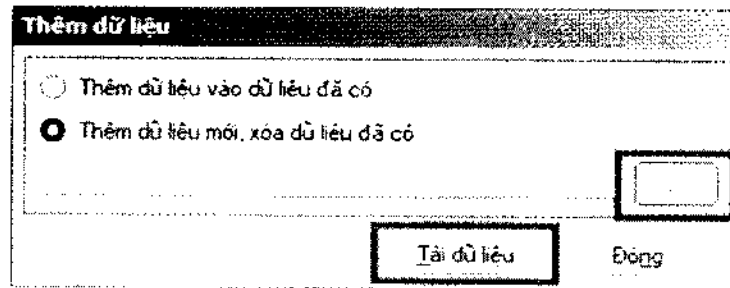 Thêm dữ liệu
Thêm dữ liệu vào dữ liệu đã có
Thêm dữ liệu mới, xóa dữ liệu đã có
Tải dữ liệu Đóng